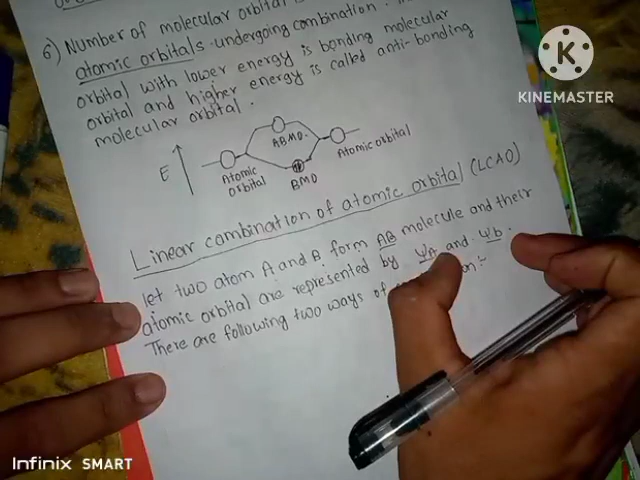 6) Number of molecular orbital is
atomic orbitals undergoing combination.
orbital with lower energy is bonding molecular
orbital and higher energy is called anti-bonding
molecular orbital.
E
ABMO
Atomic orbital
Atomic orbital
BMO
Linear combination of atomic orbital (LCAO)
let two atom A and B form AB molecule and their
atomic orbital are represented by ΨA and Ψb.
There are following two ways of
KINEMASTER
Infinix SMART